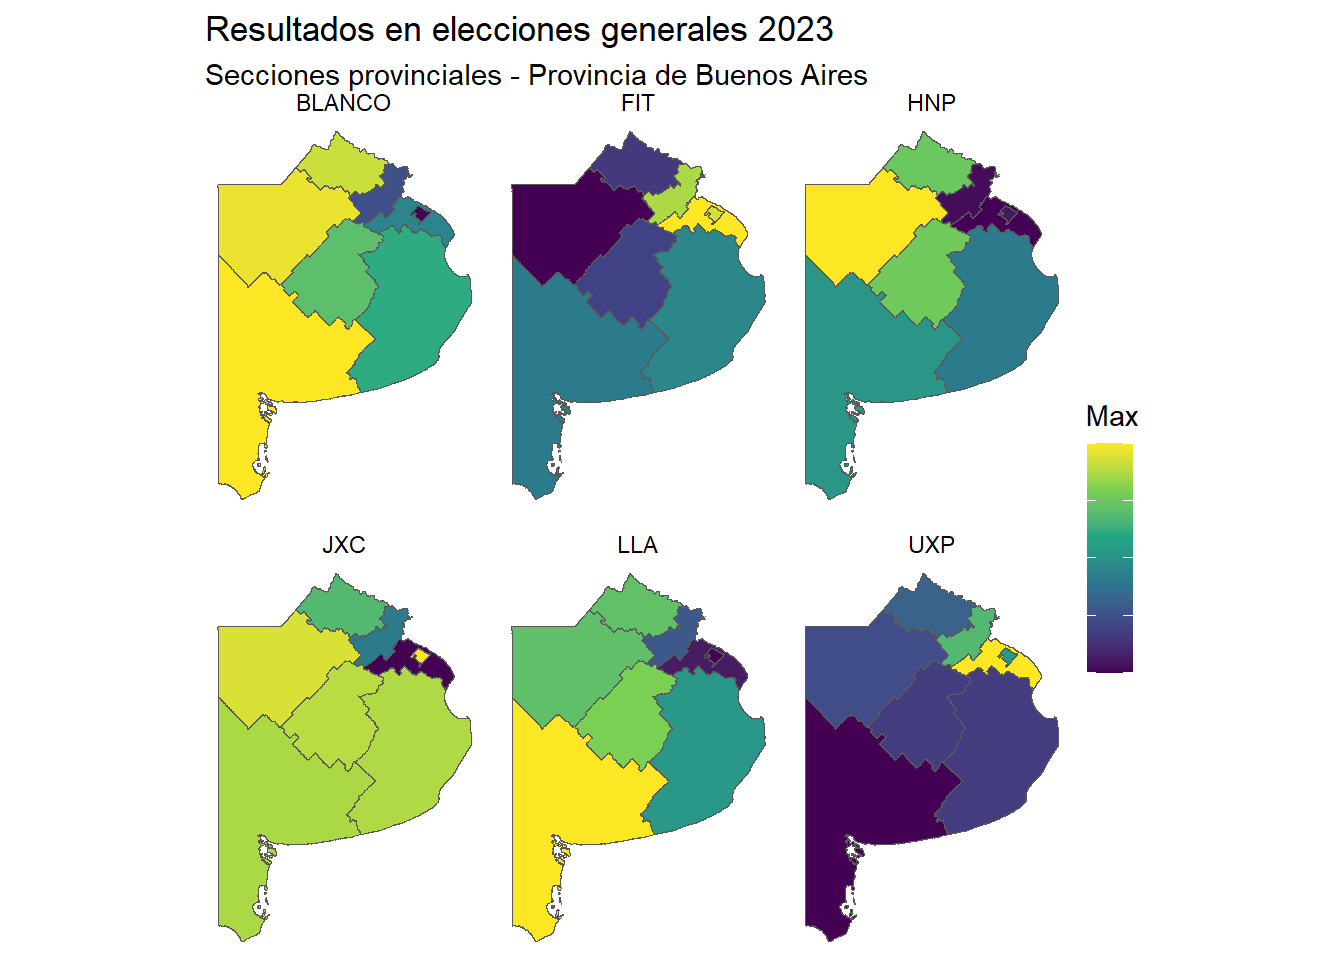 Resultados en elecciones generales 2023
Secciones provinciales - Provincia de Buenos Aires
BLANCO
FIT
HNP
Max
JXC
LLA
UXP